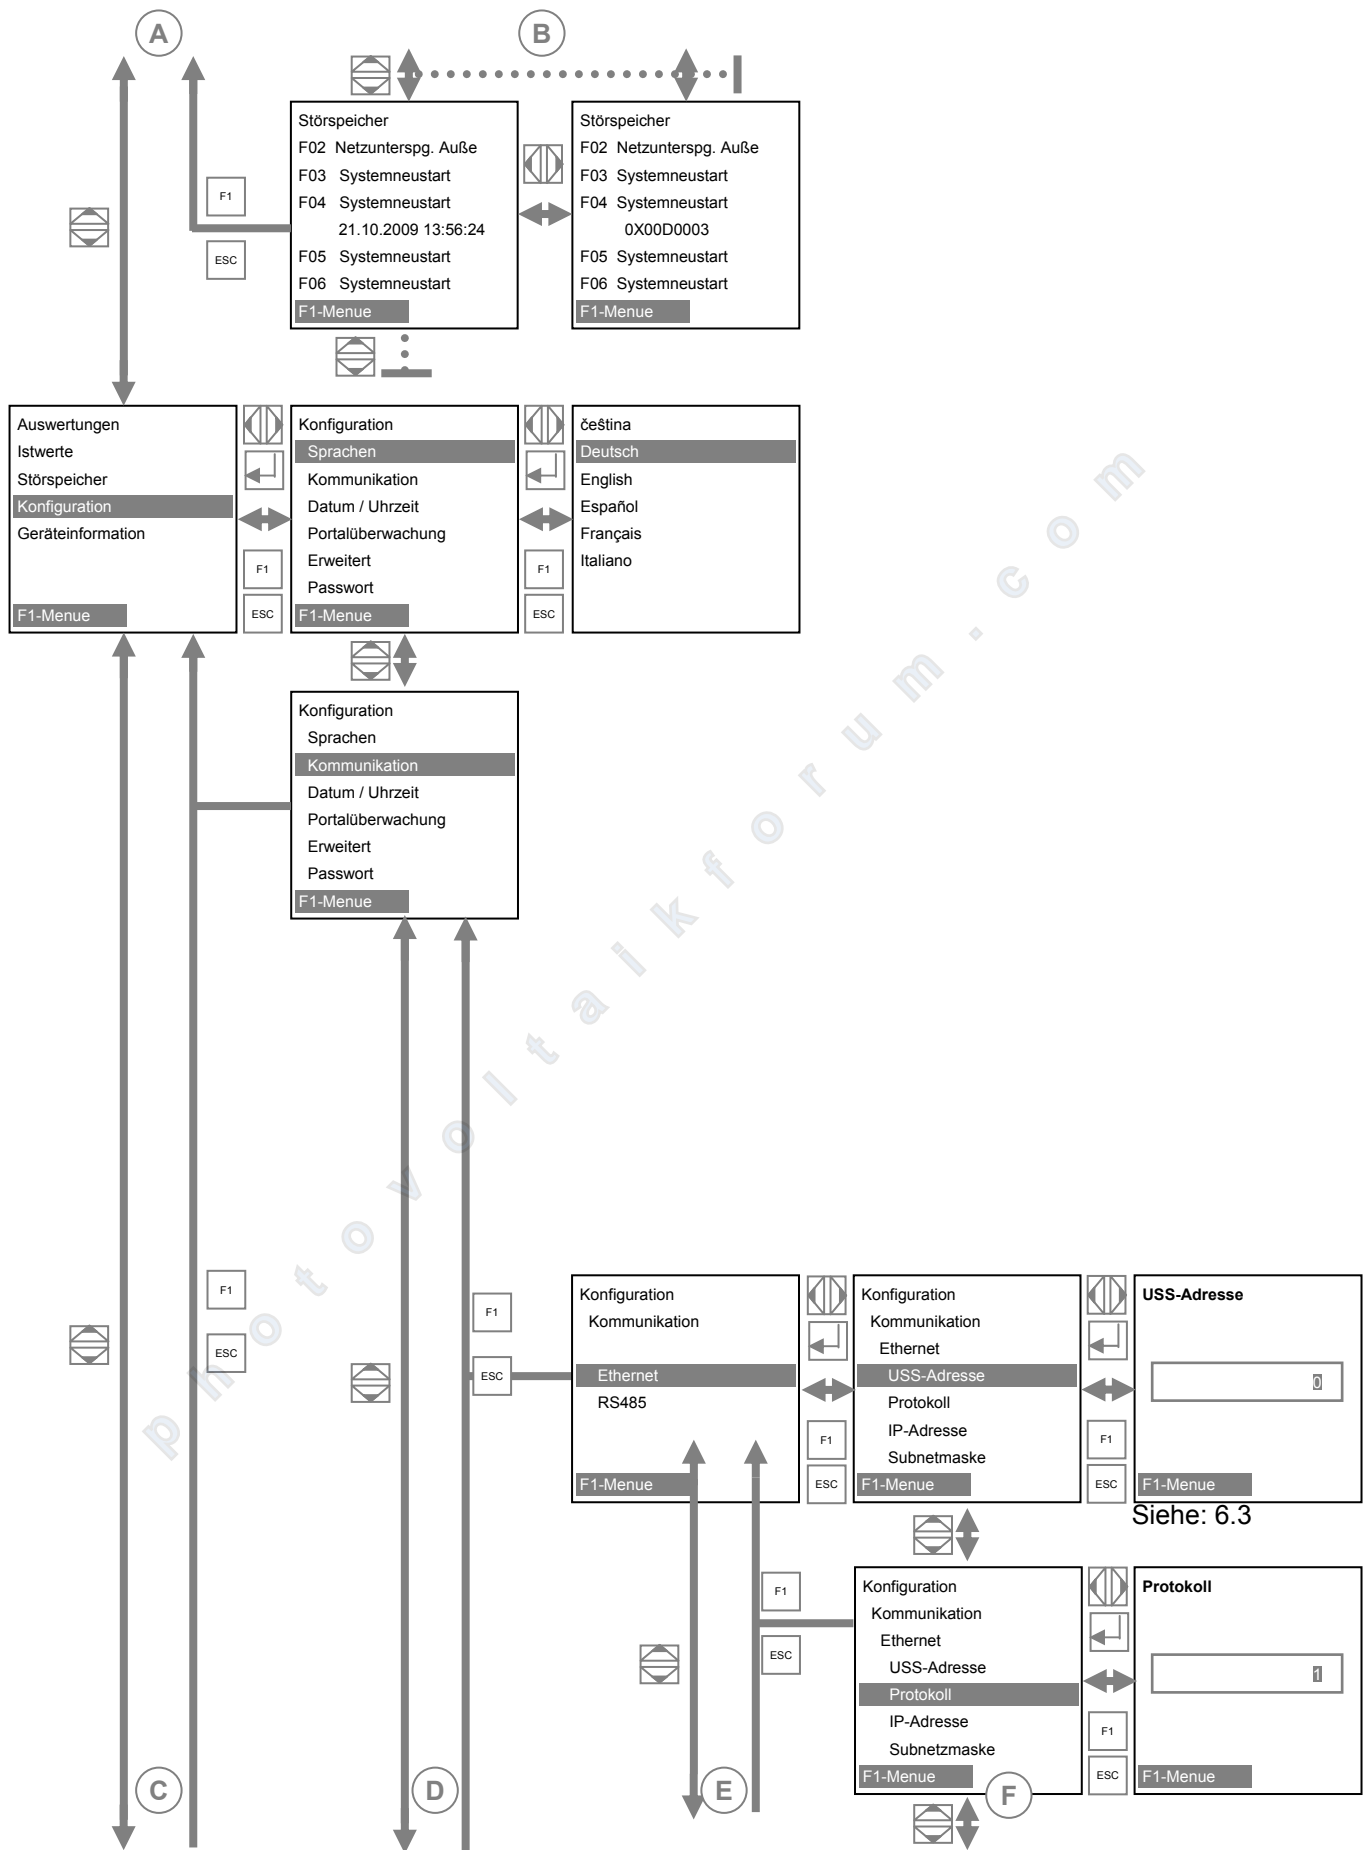 A
B
Störspeicher
F02 Netzunterspg. Auße
F03 Systemneustart
F04 Systemneustart
21.10.2009 13:56:24
F05 Systemneustart
F06 Systemneustart
F1-Menue
Störspeicher
F02 Netzunterspg. Auße
F03 Systemneustart
F04 Systemneustart
0X00D0003
F05 Systemneustart
F06 Systemneustart
F1-Menue
F1
ESC
Auswertungen
Istwerte
Störspeicher
Konfiguration
Geräteinformation
F1-Menue
F1
ESC
Konfiguration
Sprachen
Kommunikation
Datum / Uhrzeit
Portalüberwachung
Erweitert
Passwort
F1-Menue
F1
ESC
čeŝtina
Deutsch
English
Español
Français
Italiano
Konfiguration
Sprachen
Kommunikation
Datum / Uhrzeit
Portalüberwachung
Erweitert
Passwort
F1-Menue
F1
ESC
F1
ESC
Konfiguration
Kommunikation
Ethernet
RS485
F1-Menue
F1
ESC
Konfiguration
Kommunikation
Ethernet
USS-Adresse
Protokoll
IP-Adresse
Subnetmaske
F1-Menue
F1
ESC
USS-Adresse
0
F1-Menue
Siehe: 6.3
F1
ESC
Konfiguration
Kommunikation
Ethernet
USS-Adresse
Protokoll
IP-Adresse
Subnetzmaske
F1-Menue
F1
ESC
Protokoll
1
F1-Menue
C
D
E
F
photovoltaikforum.com